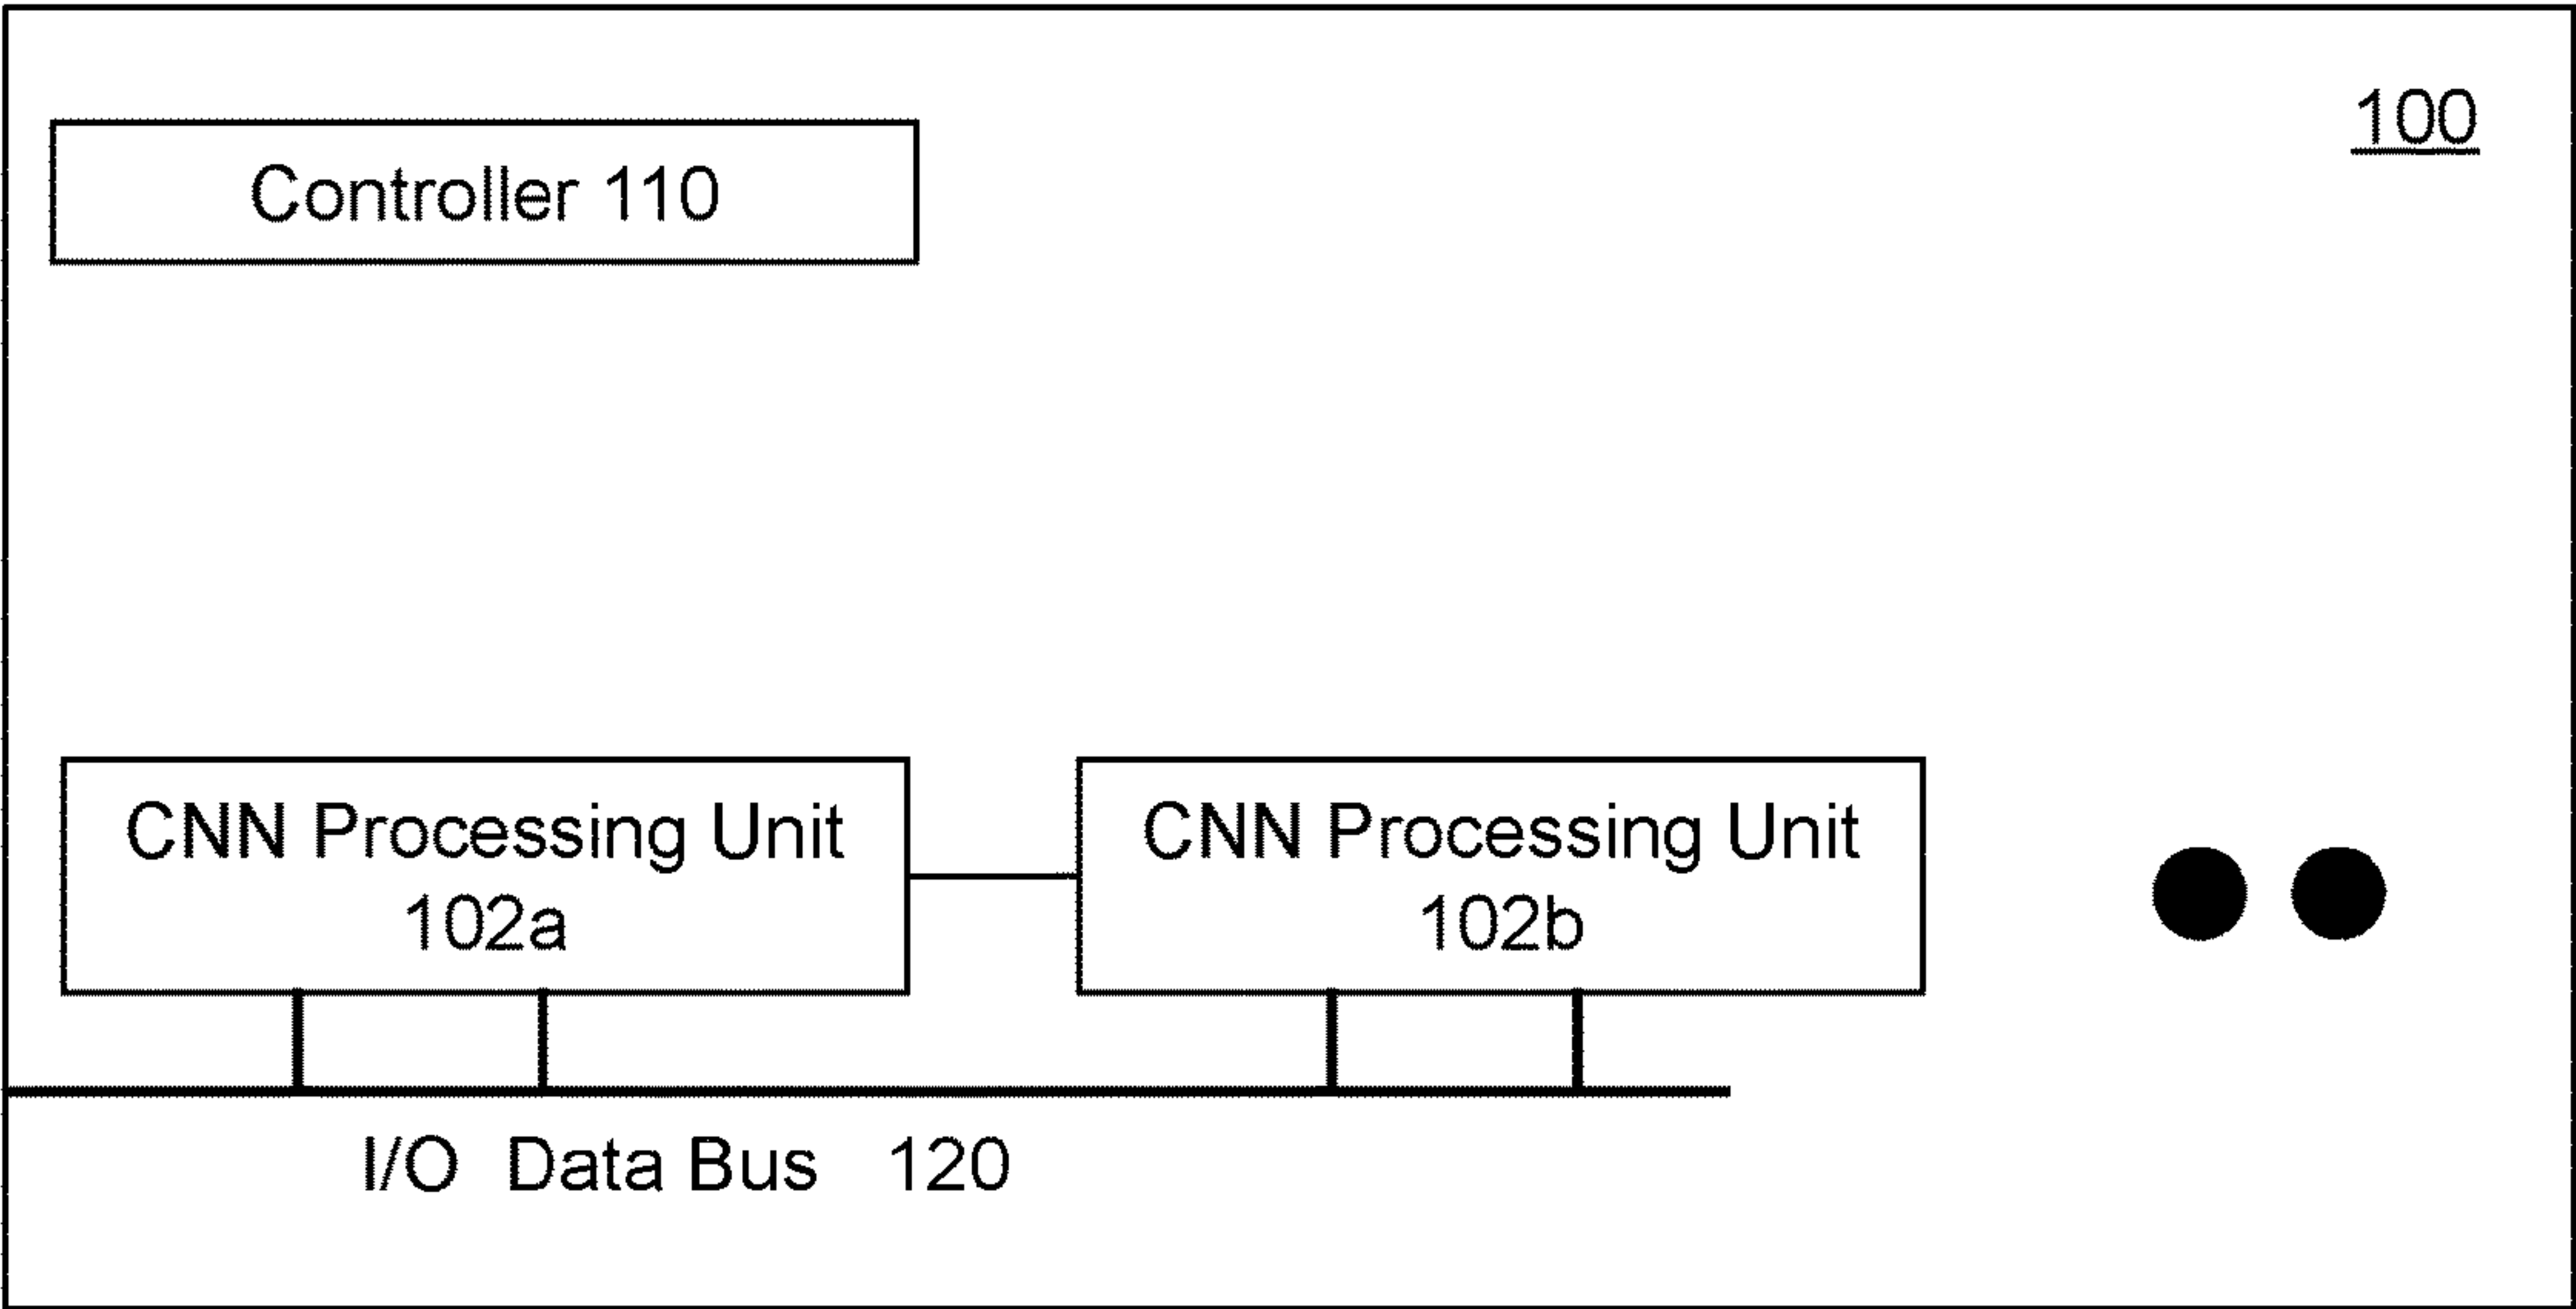 100
Controller 110
CNN Processing Unit
102a
CNN Processing Unit
102b
I/O Data Bus 120